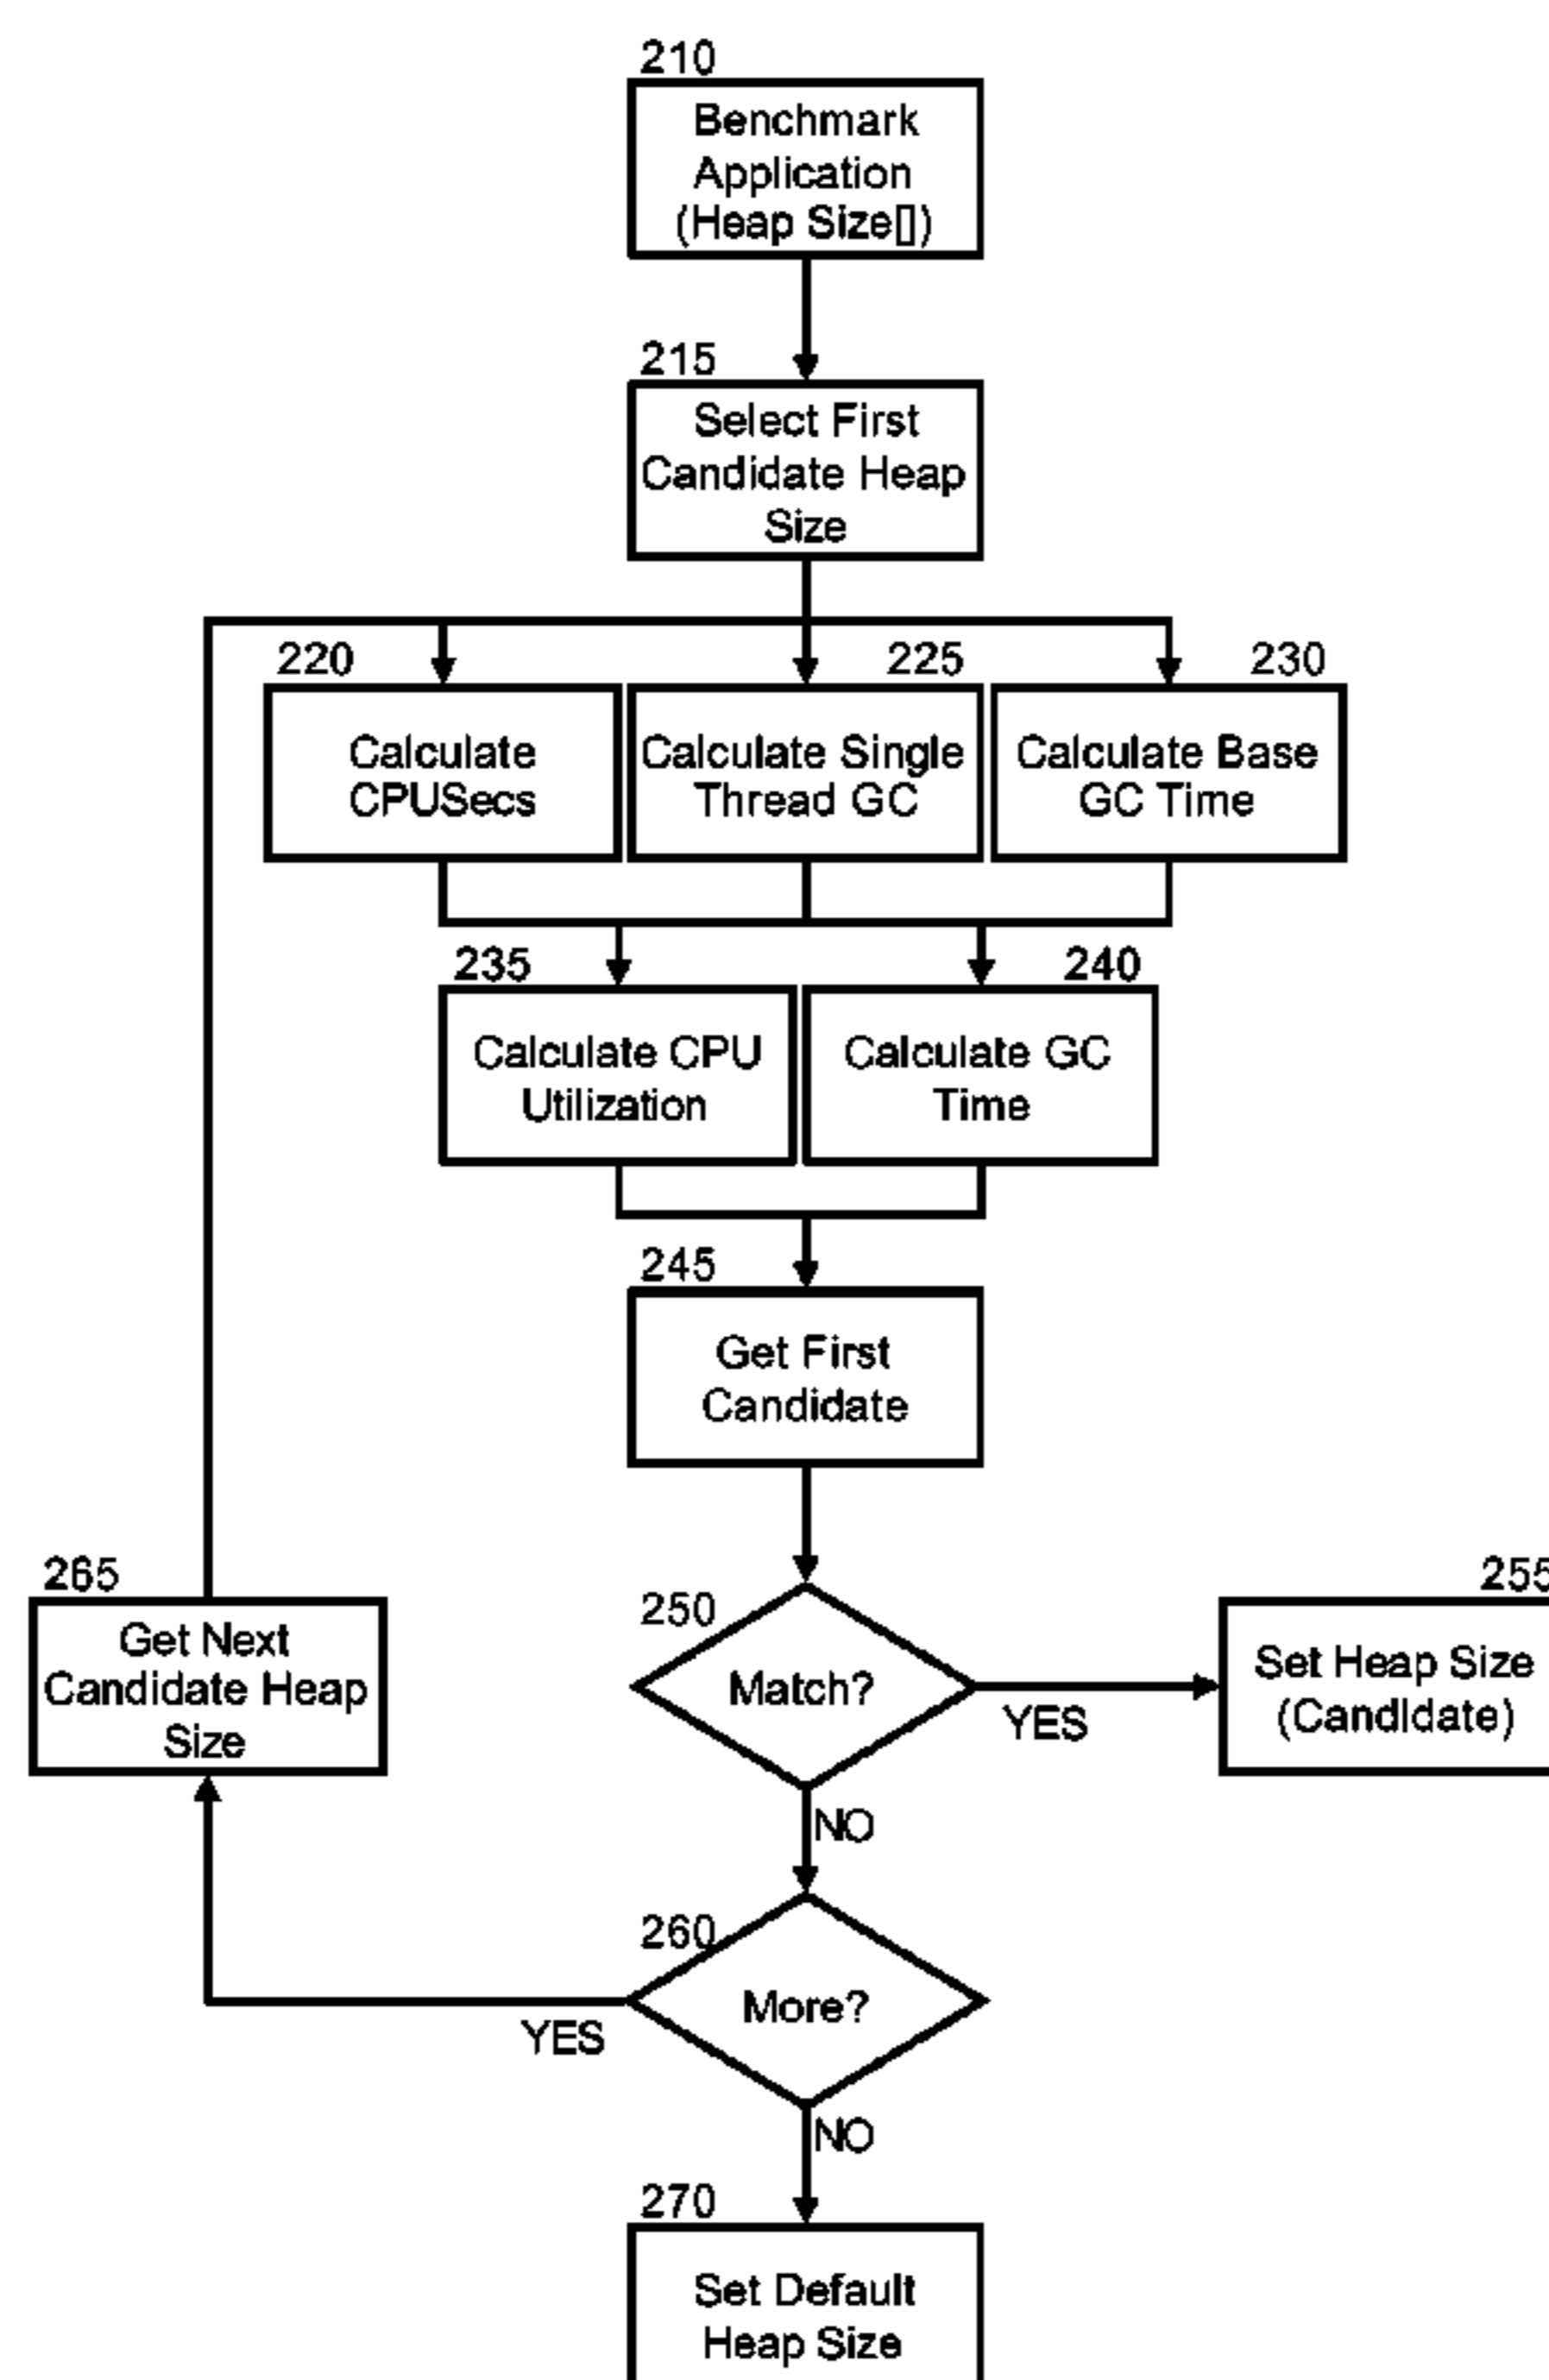 210
Benchmark
Application
(Heap Size[])
215
Select First
Candidate Heap
Size
220
225
230
Calculate
CPUSecs
Calculate Single
Thread GC
Calculate Base
GC Time
235
240
Calculate CPU
Utilization
Calculate GC
Time
245
Get First
Candidate
265
Get Next
Candidate Heap
Size
250
Match?
YES
255
Set Heap Size
(Candidate)
NO
260
More?
YES
NO
270
Set Default
Heap Size